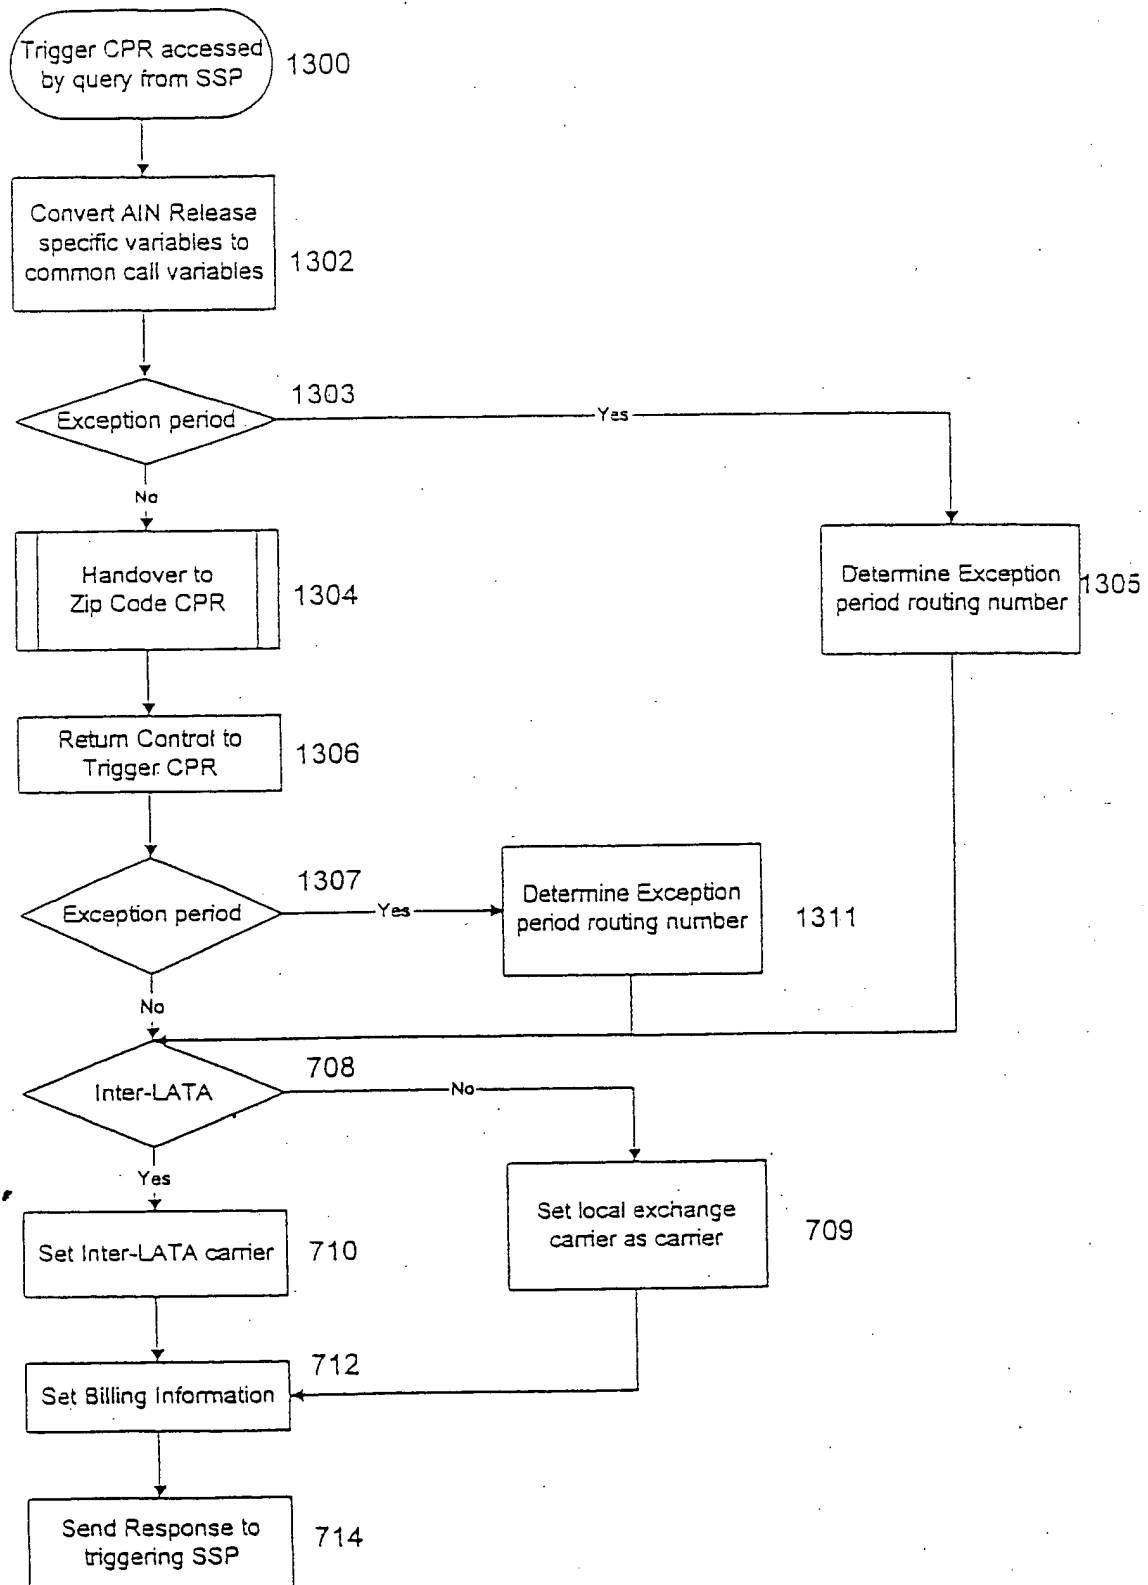 Trigger CPR accessed
by query from SSP
1300
Convert AIN Release
specific variables to
common call variables
1302
Exception period
1303
Yes
No
Handover to
Zip Code CPR
1304
Determine Exception
period routing number
1305
Return Control to
Trigger CPR
1306
Exception period
1307
Yes
Determine Exception
period routing number
1311
No
Inter-LATA
708
No
Yes
Set local exchange
carrier as carrier
709
Set Inter-LATA carrier
710
712
Set Billing Information
Send Response to
triggering SSP
714